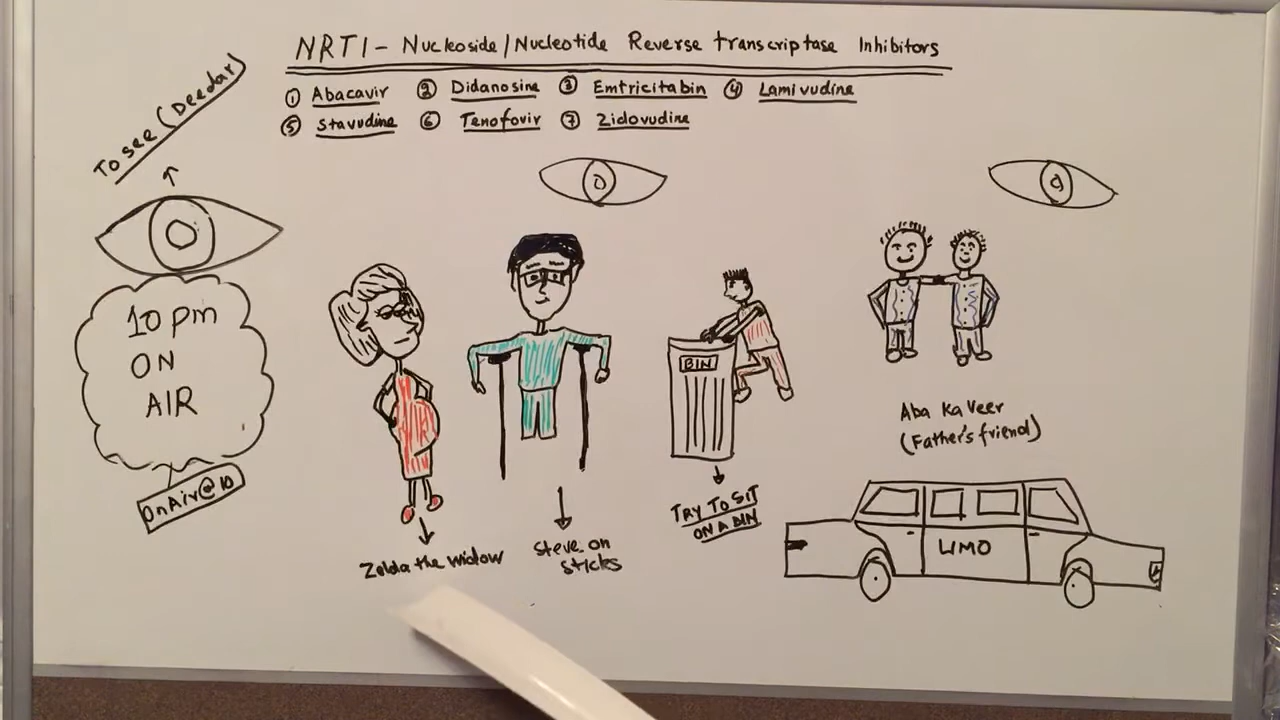 NRTI - Nucleoside/Nucleotide Reverse transcriptase Inhibitors
① Abacavir ② Didanosine ③ Emtricitabin ④ Lamivudine
⑤ Stavudine ⑥ Tenofovir ⑦ Zidovudine
To see (Deedar)
10 pm
ON
AIR
OnAir@10
Zelda the widow
Steve on
sticks
BIN
TRY TO SIT
ON A BIN
Aba Ka Veer
(Father's friend)
LIMO